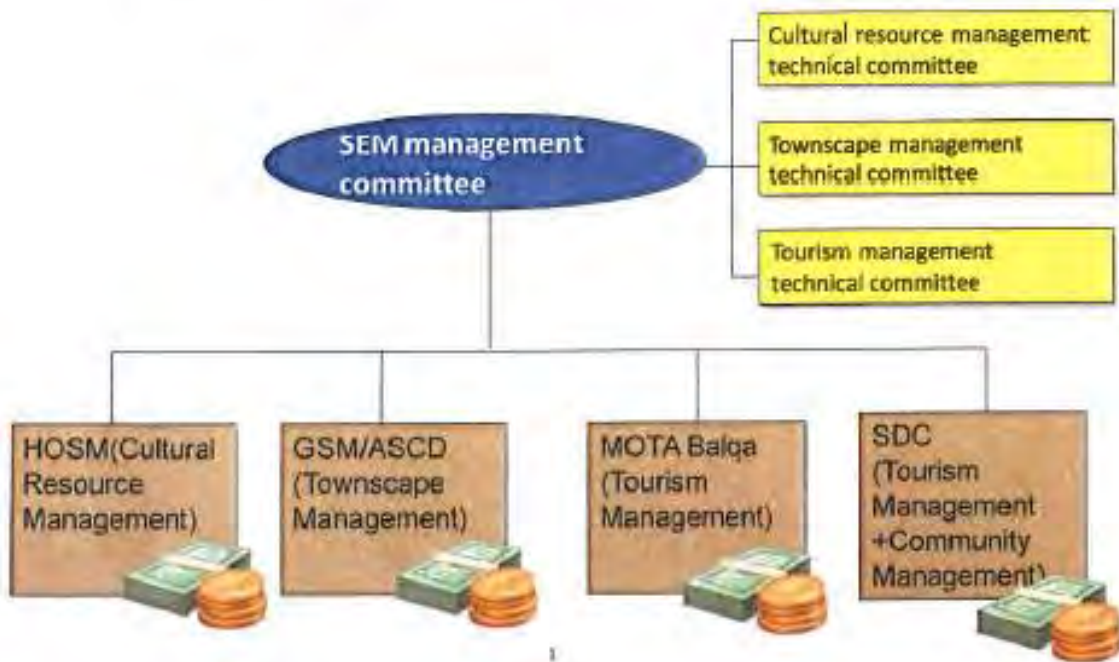 Cultural resource management
technical committee
SEM management
committee
Townscape management
technical committee
Tourism management
technical committee
HOSM(Cultural
Resource
Management)
GSM/ASCD
(Townscape
Management)
MOTA Balqa
(Tourism
Management)
SDC
(Tourism
Management
+Community
Management)
1